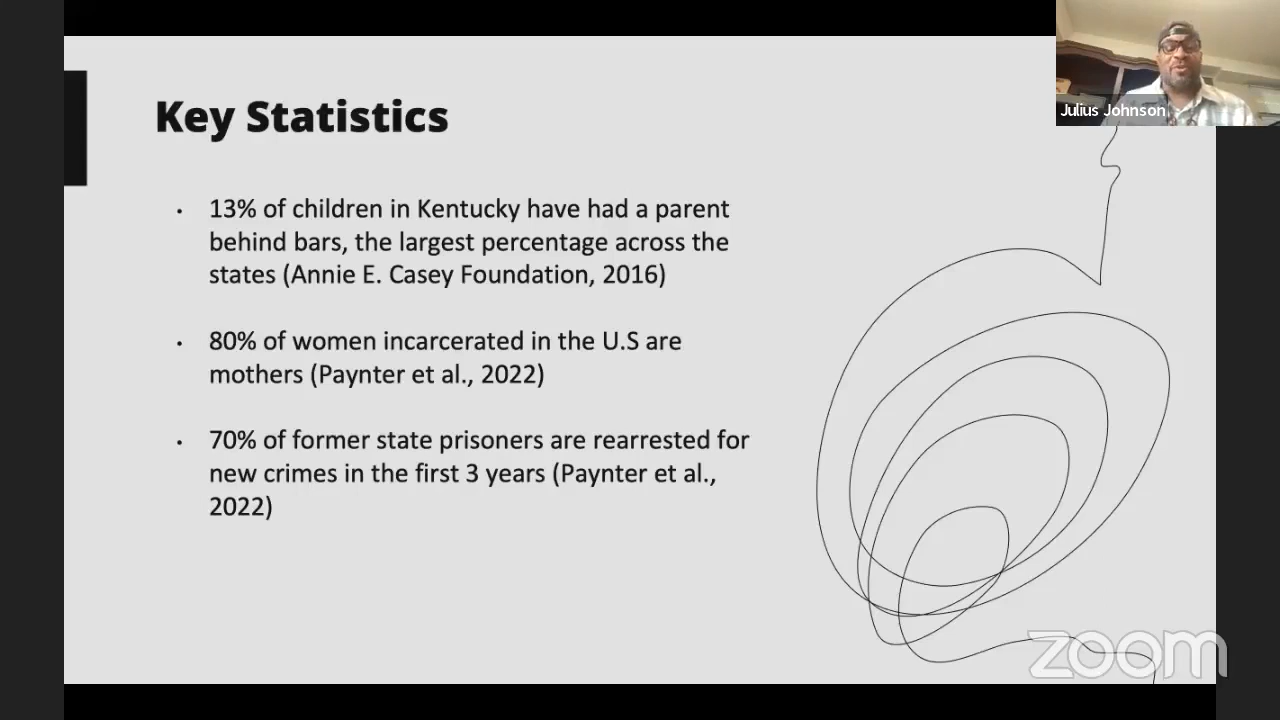 Key Statistics
• 13% of children in Kentucky have had a parent
behind bars, the largest percentage across the
states (Annie E. Casey Foundation, 2016)
• 80% of women incarcerated in the U.S are
mothers (Paynter et al., 2022)
• 70% of former state prisoners are rearrested for
new crimes in the first 3 years (Paynter et al.,
2022)
Julius Johnson
zoom